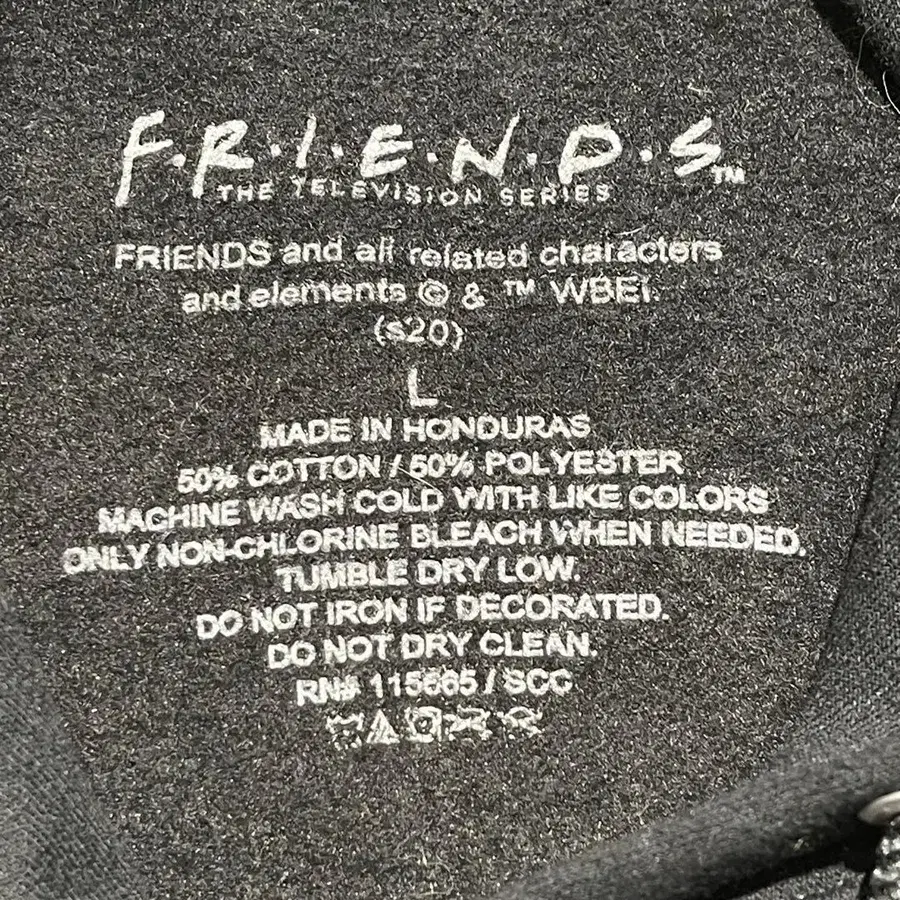 F·R·I·E·N·D·S™
THE TELEVISION SERIES
FRIENDS and all related characters
and elements © & ™ WBEI.
(s20)
L
MADE IN HONDURAS
50% COTTON / 50% POLYESTER
MACHINE WASH COLD WITH LIKE COLORS
ONLY NON-CHLORINE BLEACH WHEN NEEDED.
TUMBLE DRY LOW.
DO NOT IRON IF DECORATED.
DO NOT DRY CLEAN.
RN# 115665 / SCC